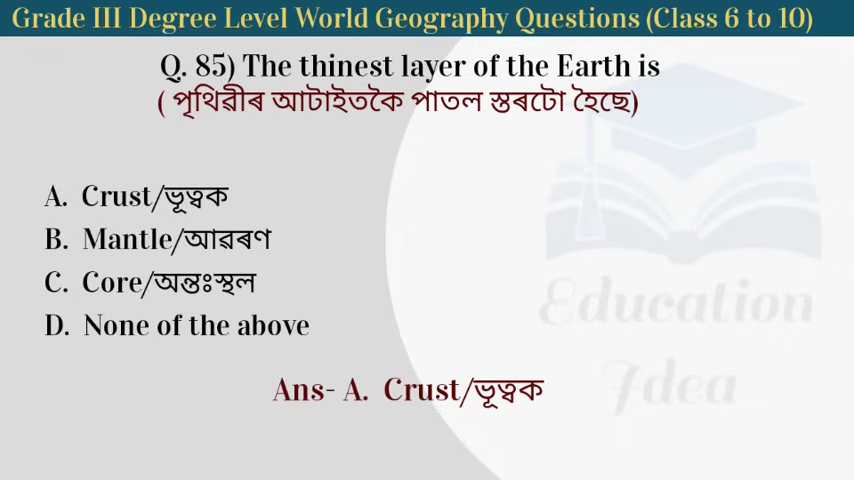 Grade III Degree Level World Geography Questions (Class 6 to 10)
Q. 85) The thinest layer of the Earth is
( পৃথিৱীৰ আটাইতকৈ পাতল স্তৰটো হৈছে)
A. Crust/ভূত্বক
B. Mantle/আৱৰণ
C. Core/অন্তঃস্থল
D. None of the above
Ans- A. Crust/ভূত্বক
Education
Idea